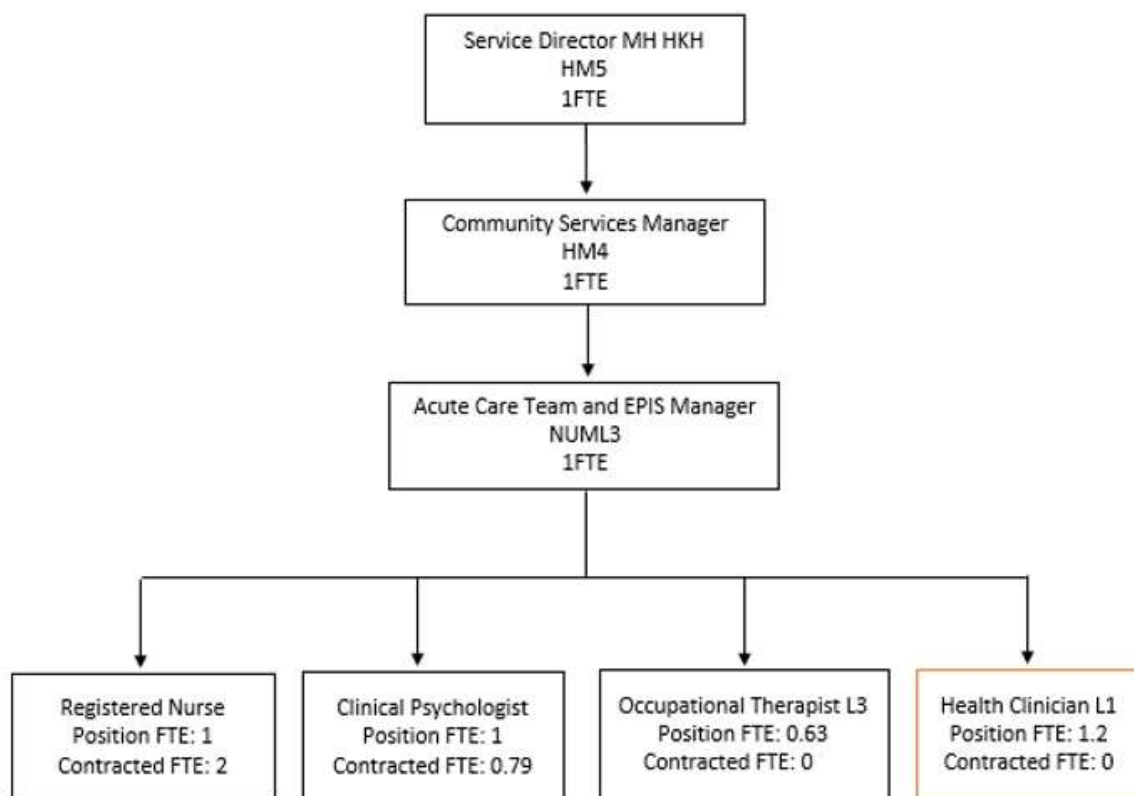 Service Director MH HKH
HM5
1FTE
Community Services Manager
HM4
1FTE
Acute Care Team and EPIS Manager
NUML3
1FTE
Registered Nurse
Position FTE: 1
Contracted FTE: 2
Clinical Psychologist
Position FTE: 1
Contracted FTE: 0.79
Occupational Therapist L3
Position FTE: 0.63
Contracted FTE: 0
Health Clinician L1
Position FTE: 1.2
Contracted FTE: 0